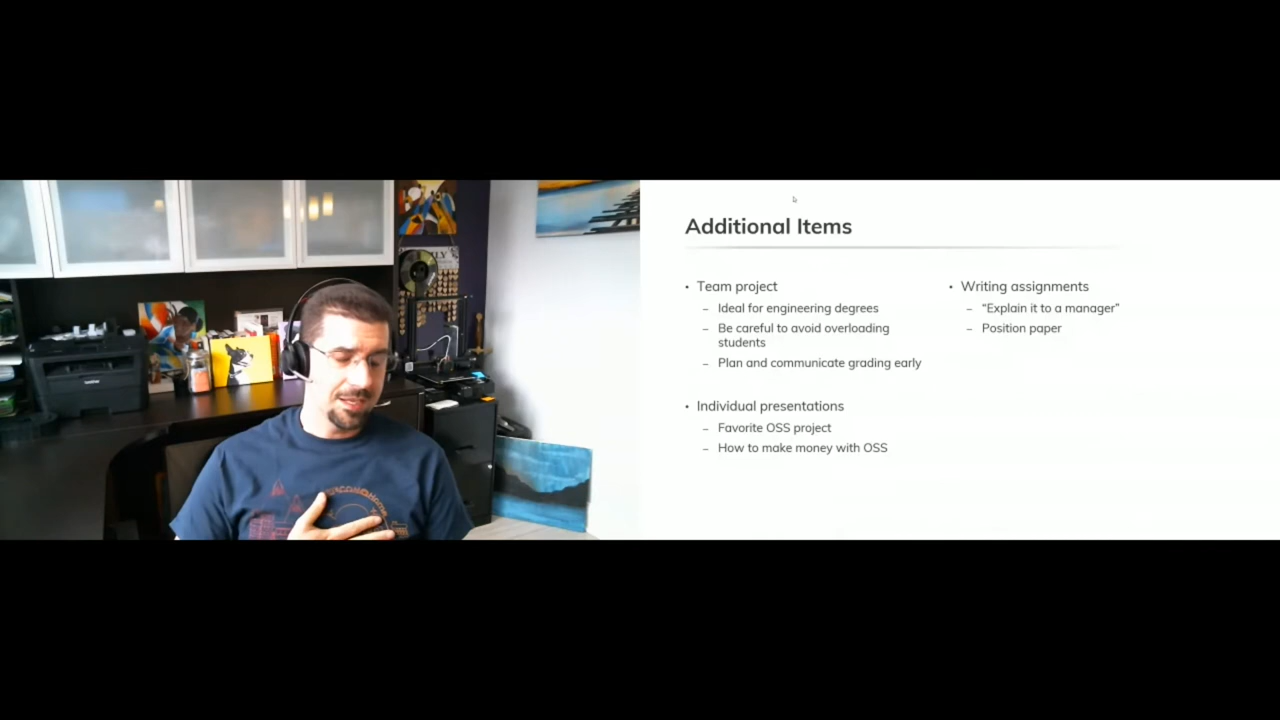 Additional Items
• Team project
– Ideal for engineering degrees
– Be careful to avoid overloading
students
– Plan and communicate grading early
• Individual presentations
– Favorite OSS project
– How to make money with OSS
• Writing assignments
– “Explain it to a manager”
– Position paper
brother